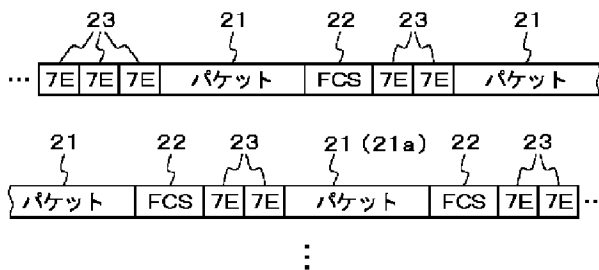 23 21 22 23 21
… 7E 7E 7E パケット FCS 7E 7E パケット
21 22 23 21 (21a) 22 23
パケット FCS 7E 7E パケット FCS 7E 7E …
⋮